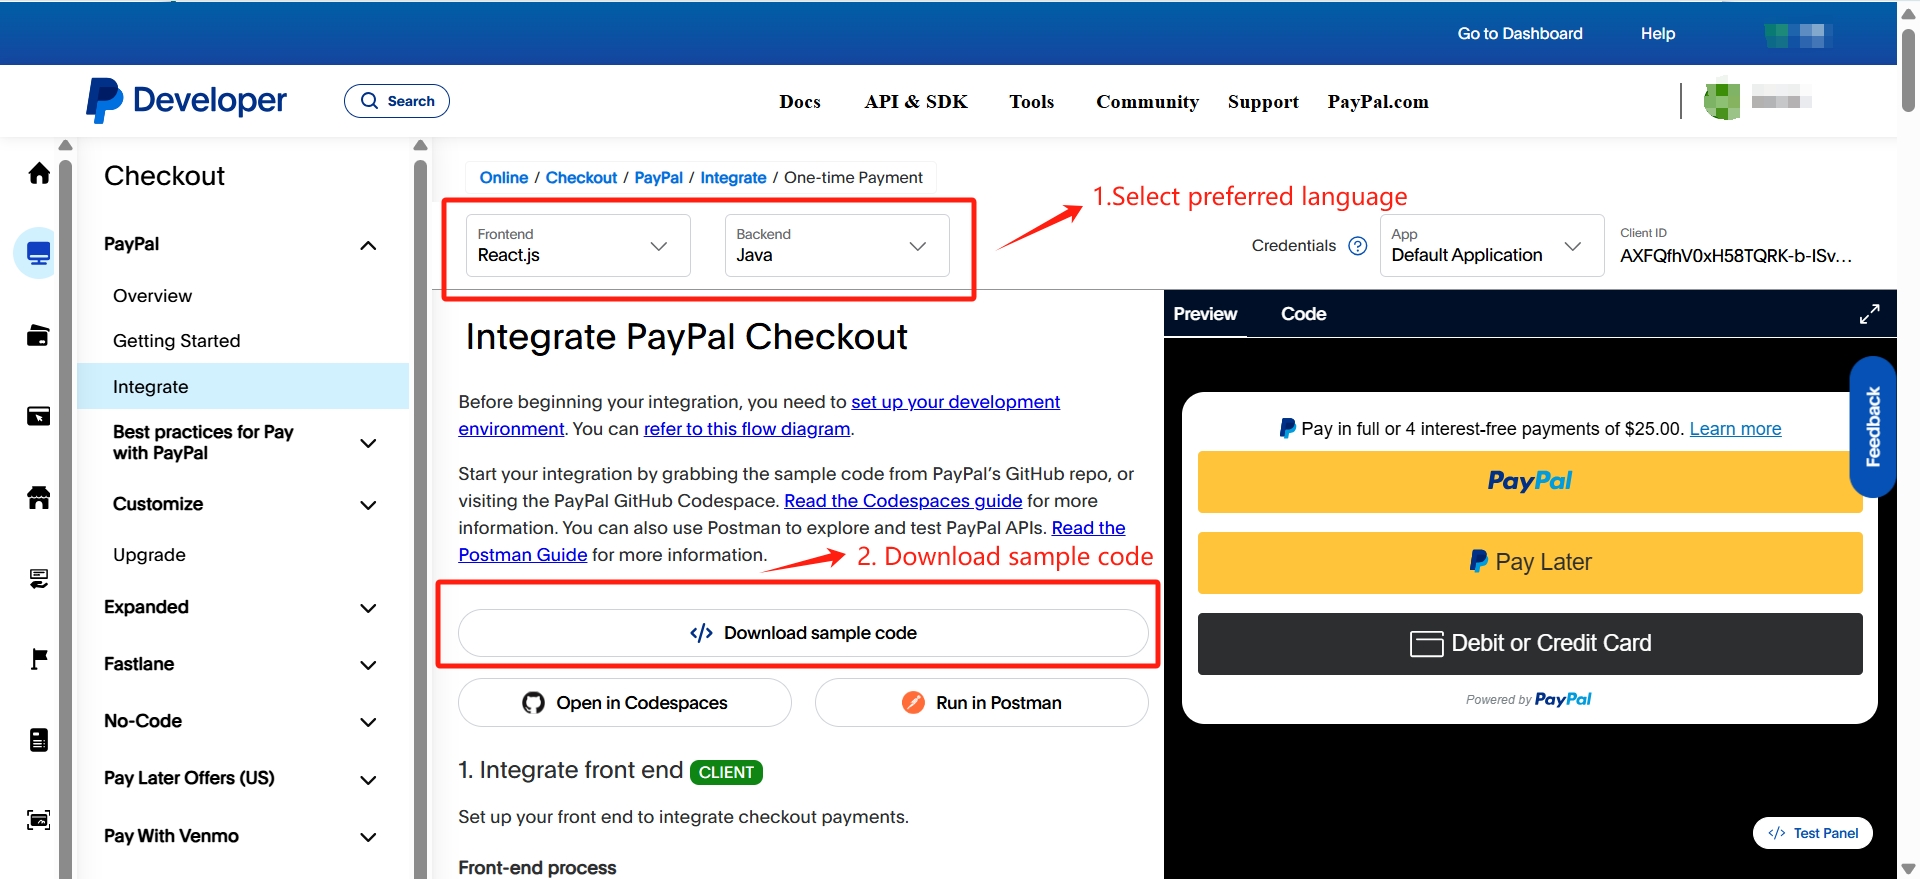 Go to Dashboard
Help
Developer
Search
Docs
API & SDK
Tools
Community
Support
PayPal.com
Checkout
PayPal
Overview
Getting Started
Integrate
Best practices for Pay
with PayPal
Customize
Upgrade
Expanded
Fastlane
No-Code
Pay Later Offers (US)
Pay With Venmo
Online / Checkout / PayPal / Integrate / One-time Payment
1.Select preferred language
Frontend
React.js
Backend
Java
Credentials ?
App
Default Application
Client ID
AXFQfhV0xH58TQRK-b-ISv...
Integrate PayPal Checkout
Before beginning your integration, you need to set up your development
environment. You can refer to this flow diagram.
Start your integration by grabbing the sample code from PayPal’s GitHub repo, or
visiting the PayPal GitHub Codespace. Read the Codespaces guide for more
information. You can also use Postman to explore and test PayPal APIs. Read the
Postman Guide for more information.
2. Download sample code
</> Download sample code
Open in Codespaces
Run in Postman
1. Integrate front end CLIENT
Set up your front end to integrate checkout payments.
Front-end process
Preview
Code
Pay in full or 4 interest-free payments of $25.00. Learn more
PayPal
Pay Later
Debit or Credit Card
Powered by PayPal
Feedback
</> Test Panel